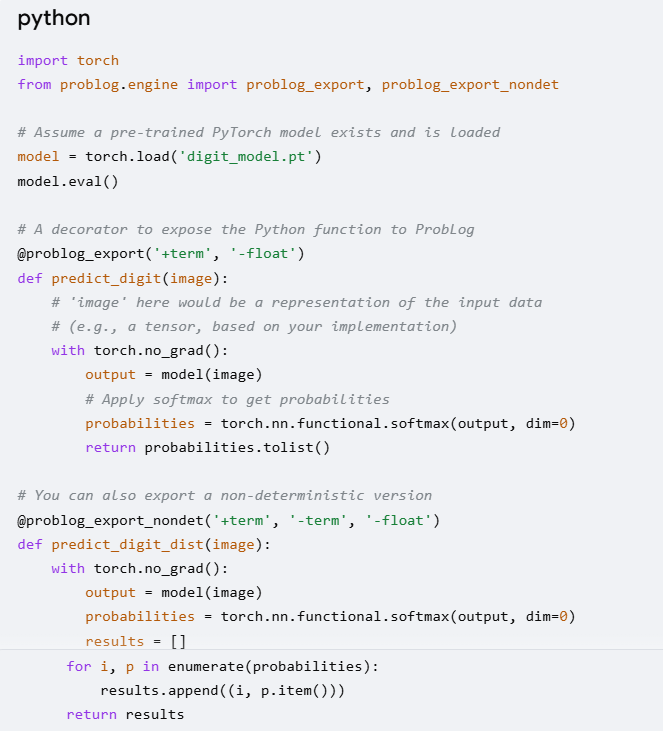 python
import torch
from problog.engine import problog_export, problog_export_nondet
# Assume a pre-trained PyTorch model exists and is loaded
model = torch.load('digit_model.pt')
model.eval()
# A decorator to expose the Python function to ProbLog
@problog_export('+term', '-float')
def predict_digit(image):
    # 'image' here would be a representation of the input data
    # (e.g., a tensor, based on your implementation)
    with torch.no_grad():
        output = model(image)
        # Apply softmax to get probabilities
        probabilities = torch.nn.functional.softmax(output, dim=0)
        return probabilities.tolist()
# You can also export a non-deterministic version
@problog_export_nondet('+term', '-term', '-float')
def predict_digit_dist(image):
    with torch.no_grad():
        output = model(image)
        probabilities = torch.nn.functional.softmax(output, dim=0)
        results = []
      for i, p in enumerate(probabilities):
          results.append((i, p.item()))
      return results